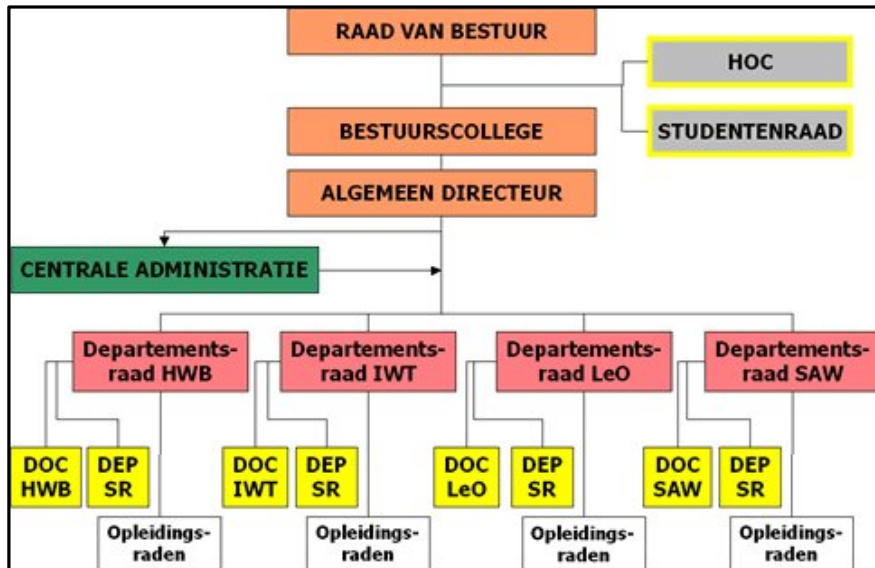 RAAD VAN BESTUUR
HOC
STUDENTENRAAD
BESTUURSCOLLEGE
ALGEMEEN DIRECTEUR
CENTRALE ADMINISTRATIE
Departements-
raad HWB
Departements-
raad IWT
Departements-
raad LeO
Departements-
raad SAW
DOC
HWB
DEP
SR
DOC
IWT
DEP
SR
DOC
LeO
DEP
SR
DOC
SAW
DEP
SR
Opleidings-
raden
Opleidings-
raden
Opleidings-
raden
Opleidings-
raden